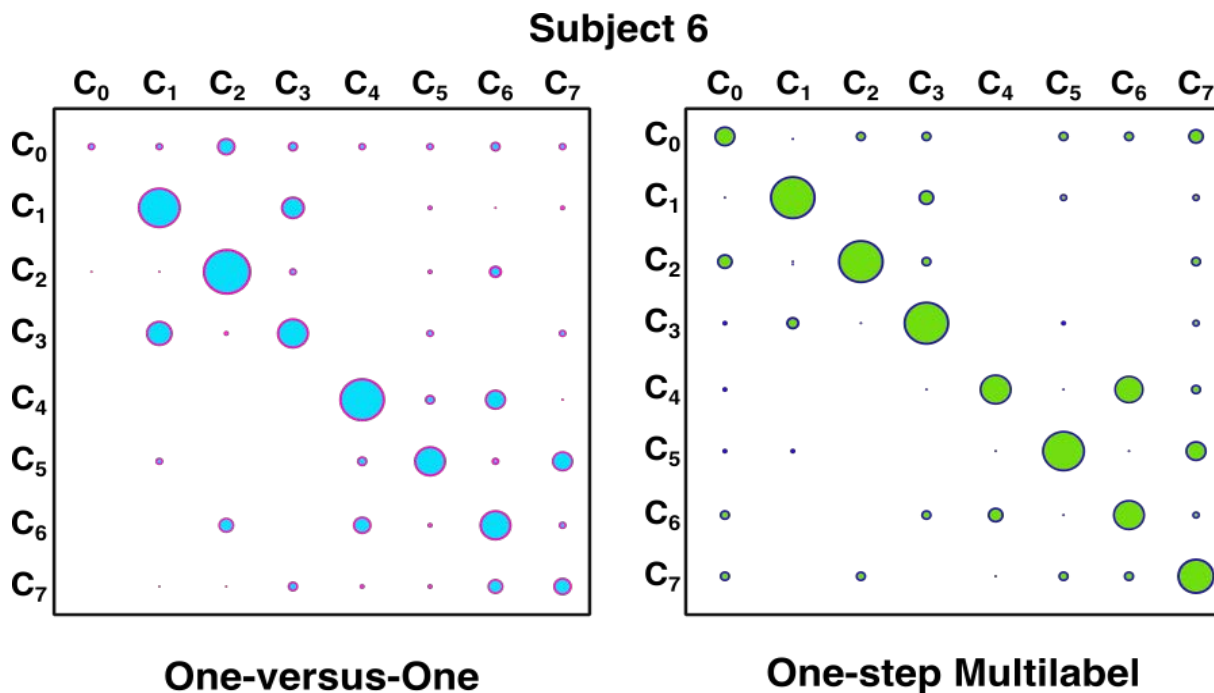 Subject 6
C₀ C₁ C₂ C₃ C₄ C₅ C₆ C₇
C₀
C₁
C₂
C₃
C₄
C₅
C₆
C₇
One-versus-One
C₀ C₁ C₂ C₃ C₄ C₅ C₆ C₇
C₀
C₁
C₂
C₃
C₄
C₅
C₆
C₇
One-step Multilabel